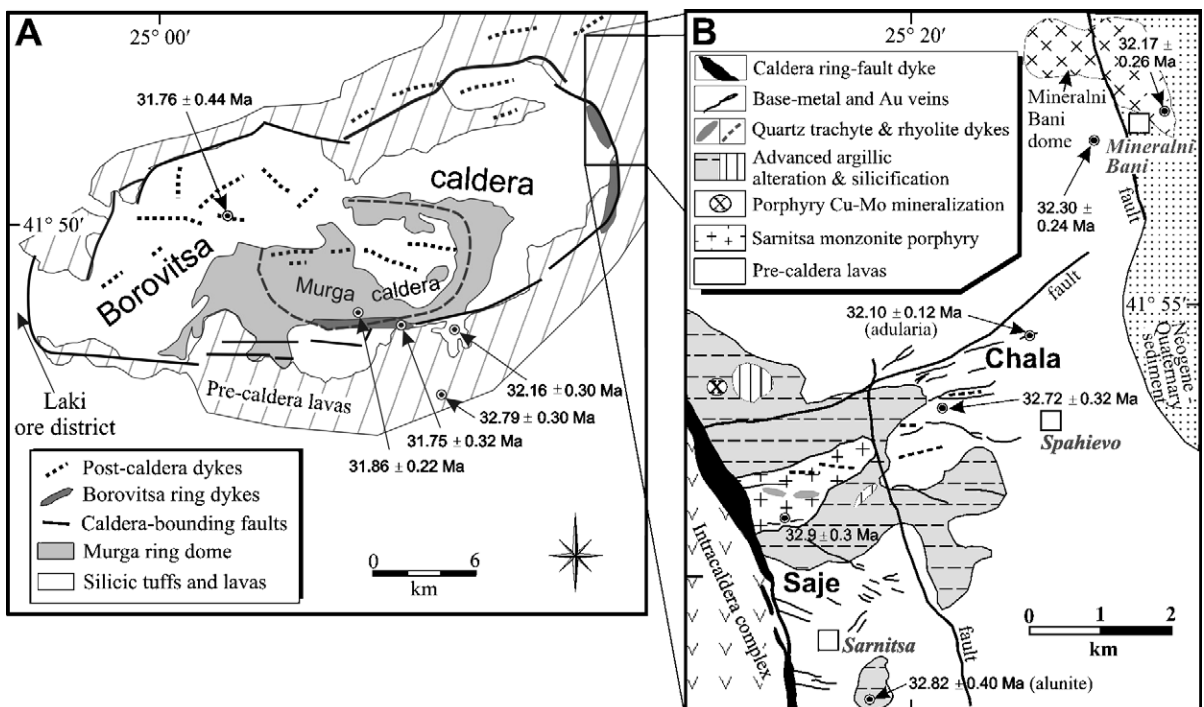 A
25° 00'
31.76 ± 0.44 Ma
41° 50'
caldera
Borovitsa
Murga
caldera
Pre-caldera lavas
Laki
ore district
32.16 ± 0.30 Ma
32.79 ± 0.30 Ma
31.75 ± 0.32 Ma
31.86 ± 0.22 Ma
Post-caldera dykes
Borovitsa ring dykes
Caldera-bounding faults
Murga ring dome
Silicic tuffs and lavas
0 6
km
B
25° 20'
Caldera ring-fault dyke
Base-metal and Au veins
Quartz trachyte & rhyolite dykes
Advanced argillic
alteration & silicification
Porphyry Cu-Mo mineralization
Sarnitsa monzonite porphyry
Pre-caldera lavas
32.17 ±
0.26 Ma
Mineralni
Bani
dome
Mineralni
Bani
fault
32.30 ±
0.24 Ma
41° 55'
Neogene -
Quaternary
sediment
fault
32.10 ± 0.12 Ma
(adularia)
Chala
32.72 ± 0.32 Ma
Spahievo
32.9 ± 0.3 Ma
Saje
Intracaldera complex
Sarnitsa
fault
0 1 2
km
32.82 ± 0.40 Ma (alunite)